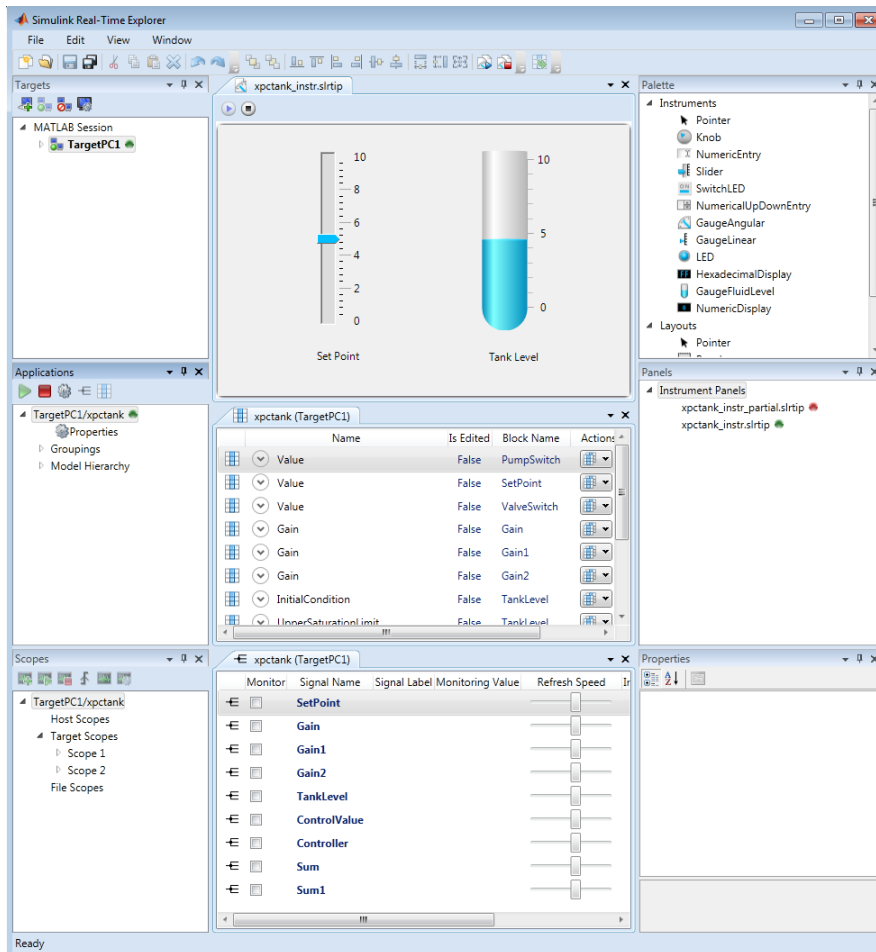 Simulink Real-Time Explorer
File Edit View Window
Targets
MATLAB Session
TargetPC1
xpctank_instr.slrtip
10
8
6
4
2
0
Set Point
10
5
0
Tank Level
Palette
Instruments
Pointer
Knob
NumericEntry
Slider
SwitchLED
NumericalUpDownEntry
GaugeAngular
GaugeLinear
LED
HexadecimalDisplay
GaugeFluidLevel
NumericDisplay
Layouts
Pointer
Applications
TargetPC1/xpctank
Properties
Groupings
Model Hierarchy
xpctank (TargetPC1)
Name Is Edited Block Name Actions
Value False PumpSwitch
Value False SetPoint
Value False ValveSwitch
Gain False Gain
Gain False Gain1
Gain False Gain2
InitialCondition False TankLevel
UpperSaturationLimit False TankLevel
Panels
Instrument Panels
xpctank_instr_partial.slrtip
xpctank_instr.slrtip
Scopes
TargetPC1/xpctank
Host Scopes
Target Scopes
Scope 1
Scope 2
File Scopes
xpctank (TargetPC1)
Monitor Signal Name Signal Label Monitoring Value Refresh Speed
SetPoint
Gain
Gain1
Gain2
TankLevel
ControlValue
Controller
Sum
Sum1
Properties
Ready